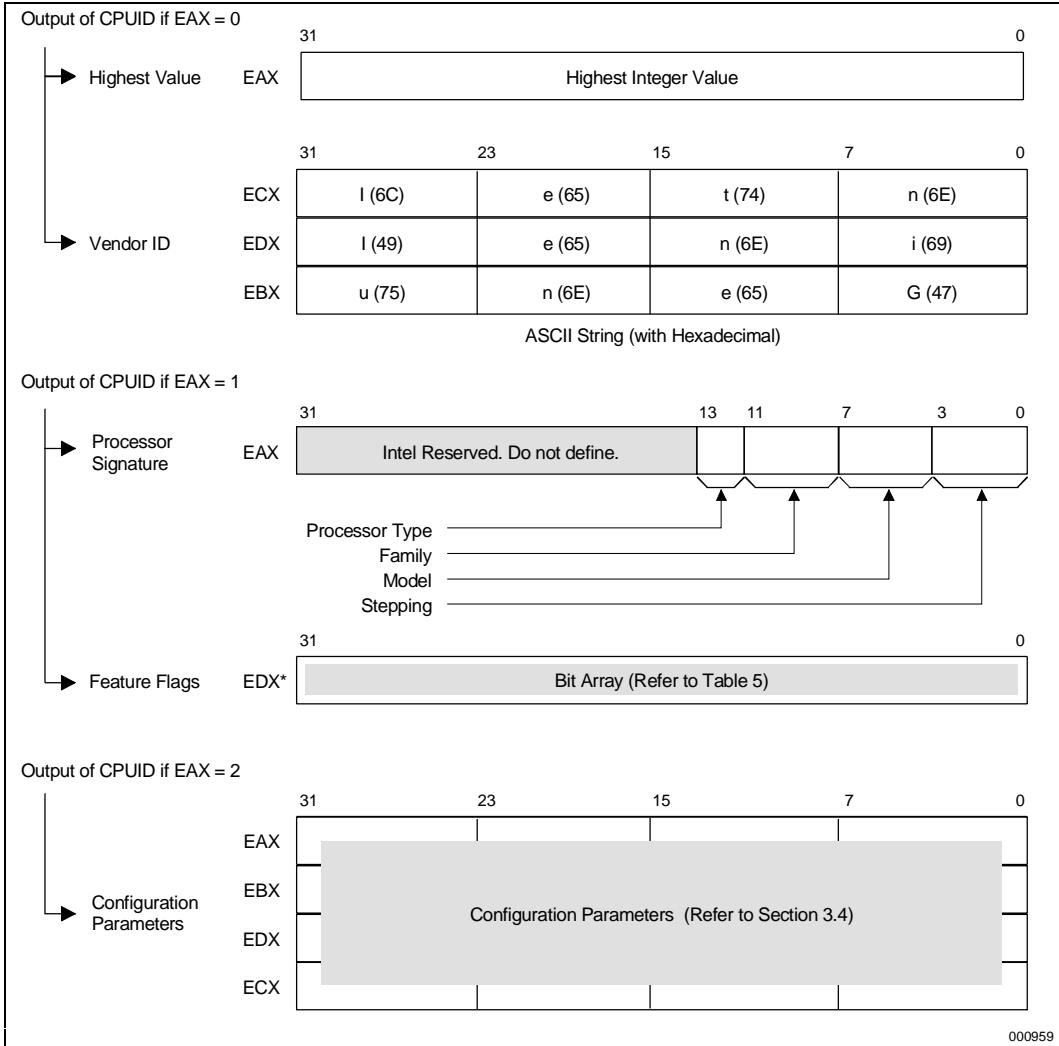 Output of CPUID if EAX = 0
31 0
Highest Value EAX Highest Integer Value
31 23 15 7 0
ECX l (6C) e (65) t (74) n (6E)
Vendor ID EDX I (49) e (65) n (6E) i (69)
EBX u (75) n (6E) e (65) G (47)
ASCII String (with Hexadecimal)
Output of CPUID if EAX = 1
31 13 11 7 3 0
Processor
Signature EAX Intel Reserved. Do not define.
Processor Type
Family
Model
Stepping
31 0
Feature Flags EDX* Bit Array (Refer to Table 5)
Output of CPUID if EAX = 2
31 23 15 7 0
EAX
EBX
Configuration
Parameters Configuration Parameters (Refer to Section 3.4)
EDX
ECX
000959